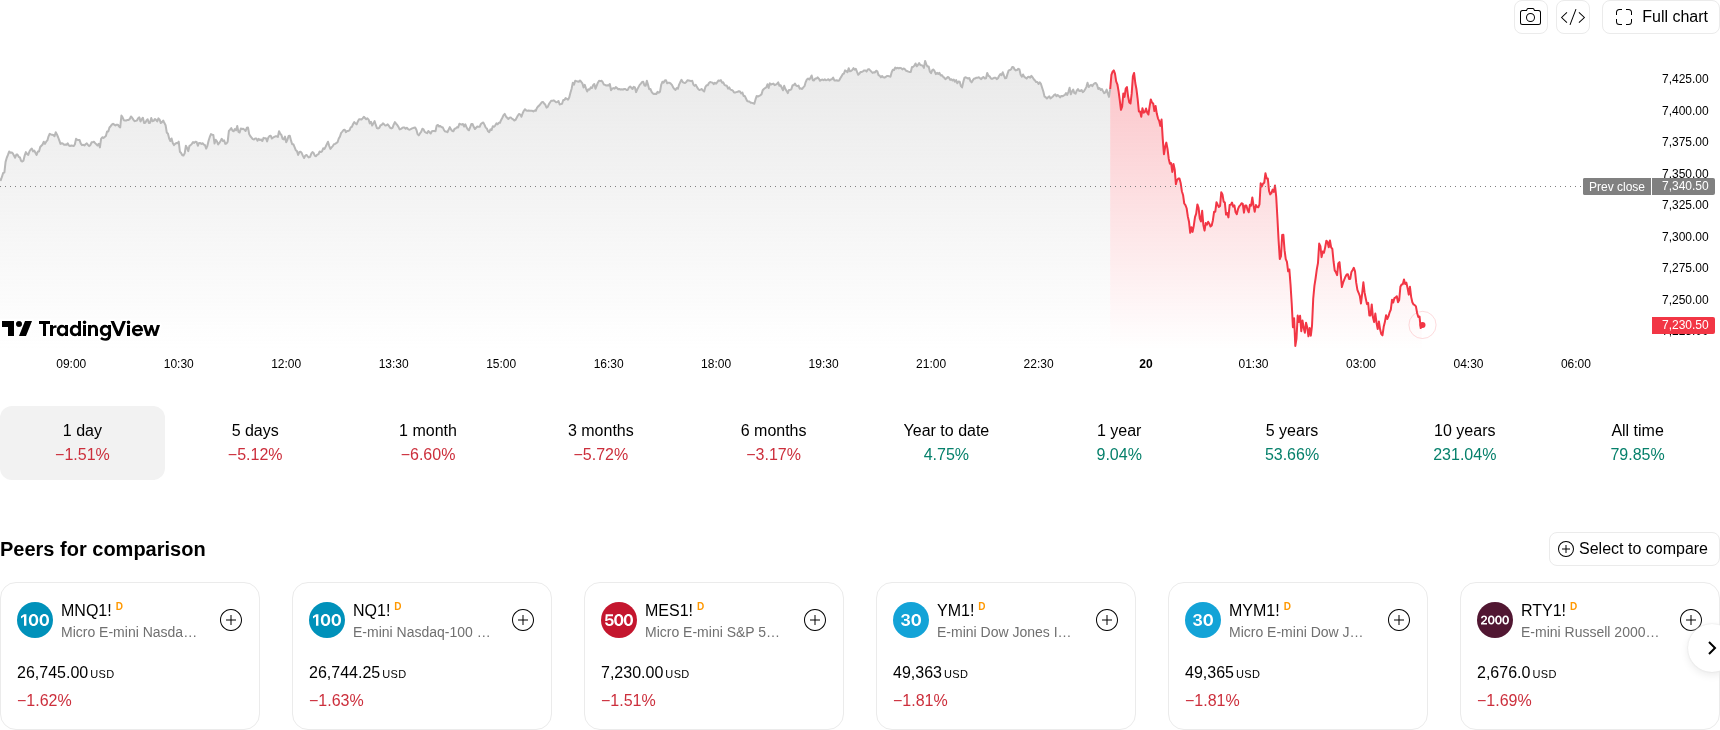 </> Full chart
7,425.00
7,400.00
7,375.00
7,350.00
Prev close 7,340.50
7,325.00
7,300.00
7,275.00
7,250.00
7,230.50
TradingView
09:00 10:30 12:00 13:30 15:00 16:30 18:00 19:30 21:00 22:30 20 01:30 03:00 04:30 06:00
1 day 5 days 1 month 3 months 6 months Year to date 1 year 5 years 10 years All time
−1.51% −5.12% −6.60% −5.72% −3.17% 4.75% 9.04% 53.66% 231.04% 79.85%
Peers for comparison Select to compare
100 MNQ1! D
Micro E-mini Nasda…
26,745.00 USD
−1.62%
100 NQ1! D
E-mini Nasdaq-100 …
26,744.25 USD
−1.63%
500 MES1! D
Micro E-mini S&P 5…
7,230.00 USD
−1.51%
30 YM1! D
E-mini Dow Jones I…
49,363 USD
−1.81%
30 MYM1! D
Micro E-mini Dow J…
49,365 USD
−1.81%
2000 RTY1! D
E-mini Russell 2000…
2,676.0 USD
−1.69%